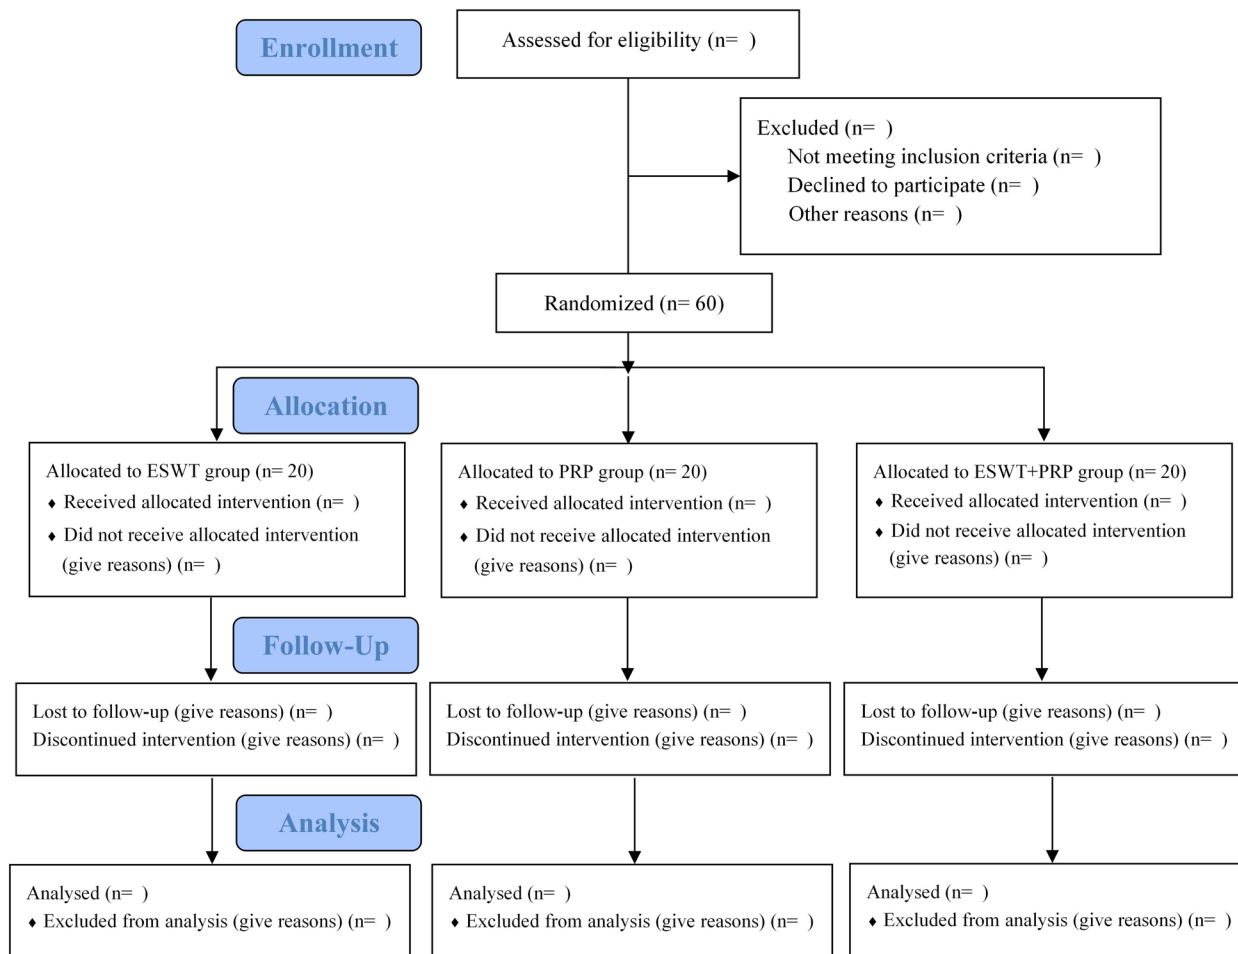 Enrollment
Assessed for eligibility (n=  )
Excluded (n=  )
Not meeting inclusion criteria (n=  )
Declined to participate (n=  )
Other reasons (n=  )
Randomized (n= 60)
Allocation
Allocated to ESWT group (n= 20)
♦ Received allocated intervention (n=  )
♦ Did not receive allocated intervention
(give reasons) (n=  )
Allocated to PRP group (n= 20)
♦ Received allocated intervention (n=  )
♦ Did not receive allocated intervention
(give reasons) (n=  )
Allocated to ESWT+PRP group (n= 20)
♦ Received allocated intervention (n=  )
♦ Did not receive allocated intervention
(give reasons) (n=  )
Follow-Up
Lost to follow-up (give reasons) (n=  )
Discontinued intervention (give reasons) (n=  )
Lost to follow-up (give reasons) (n=  )
Discontinued intervention (give reasons) (n=  )
Lost to follow-up (give reasons) (n=  )
Discontinued intervention (give reasons) (n=  )
Analysis
Analysed (n=  )
♦ Excluded from analysis (give reasons) (n=  )
Analysed (n=  )
♦ Excluded from analysis (give reasons) (n=  )
Analysed (n=  )
♦ Excluded from analysis (give reasons) (n=  )